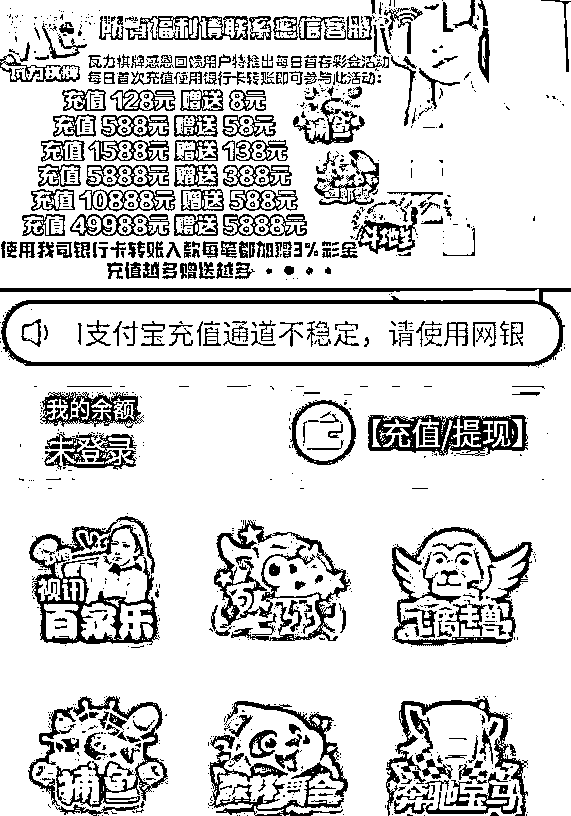 所有福利请联系客信客服
瓦力棋牌
瓦力棋牌感恩回馈用户特推出每日首存彩金活动
每日首次充值使用银行卡转账即可参与此活动：
充值 128元 赠送 8元
充值 588元 赠送 58元
充值 1588元 赠送 138元
充值 5888元 赠送 388元
充值 10888元 赠送 588元
充值 49988元 赠送 5888元
捕鱼
使用我司银行卡转账入款每笔都加赠3%彩金
充值越多赠送越多
支付宝充值通道不稳定，请使用网银
我的余额
未登录
【充值/提现】
视讯
百家乐
飞禽走兽
捕鱼
森林舞会
奔驰宝马